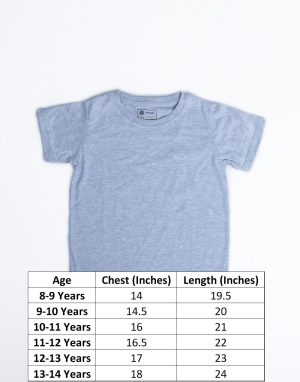 Age Chest (Inches) Length (Inches)
8-9 Years 14 19.5
9-10 Years 14.5 20
10-11 Years 16 21
11-12 Years 16.5 22
12-13 Years 17 23
13-14 Years 18 24